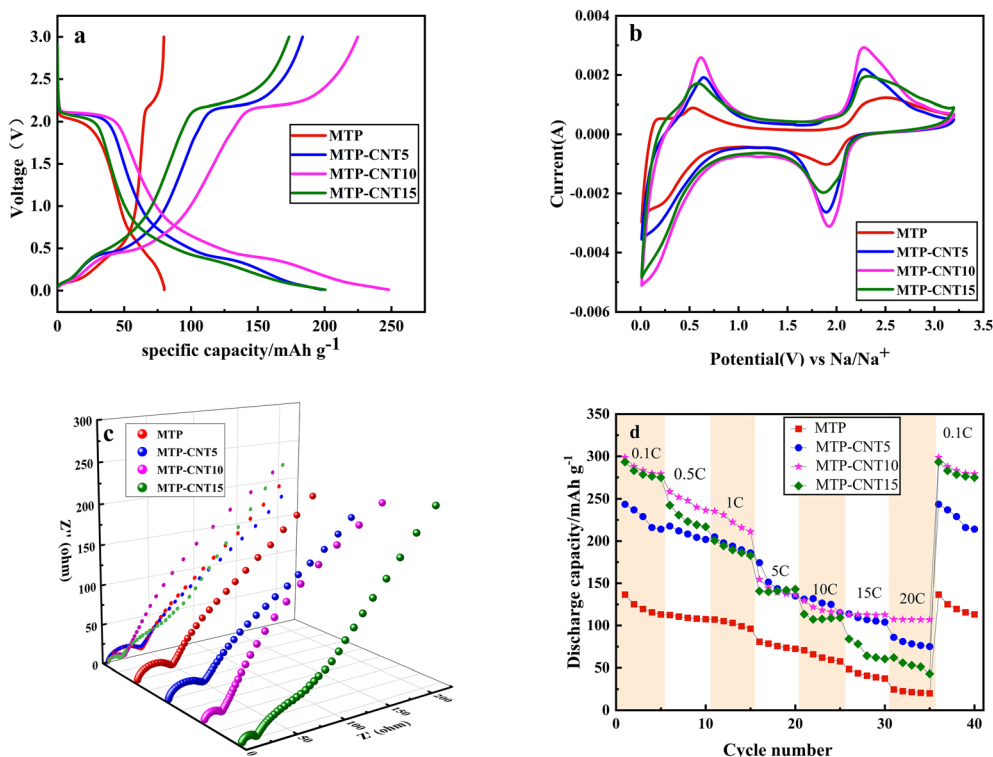 a
3.0
2.5
2.0
1.5
1.0
0.5
0.0
Voltage (V)
MTP
MTP-CNT5
MTP-CNT10
MTP-CNT15
0 50 100 150 200 250
specific capacity/mAh g-1
b
0.004
0.002
0.000
-0.002
-0.004
-0.006
Current(A)
MTP
MTP-CNT5
MTP-CNT10
MTP-CNT15
0.0 0.5 1.0 1.5 2.0 2.5 3.0 3.5
Potential(V) vs Na/Na+
c
300
200
150
100
50
0
Z'' (ohm)
MTP
MTP-CNT5
MTP-CNT10
MTP-CNT15
0 50 100 150 200
Z' (ohm)
d
350
300
250
200
150
100
50
0
Discharge capacity/mAh g-1
MTP
MTP-CNT5
MTP-CNT10
MTP-CNT15
0.1C
0.5C
1C
5C
10C
15C
20C
0.1C
0 10 20 30 40
Cycle number